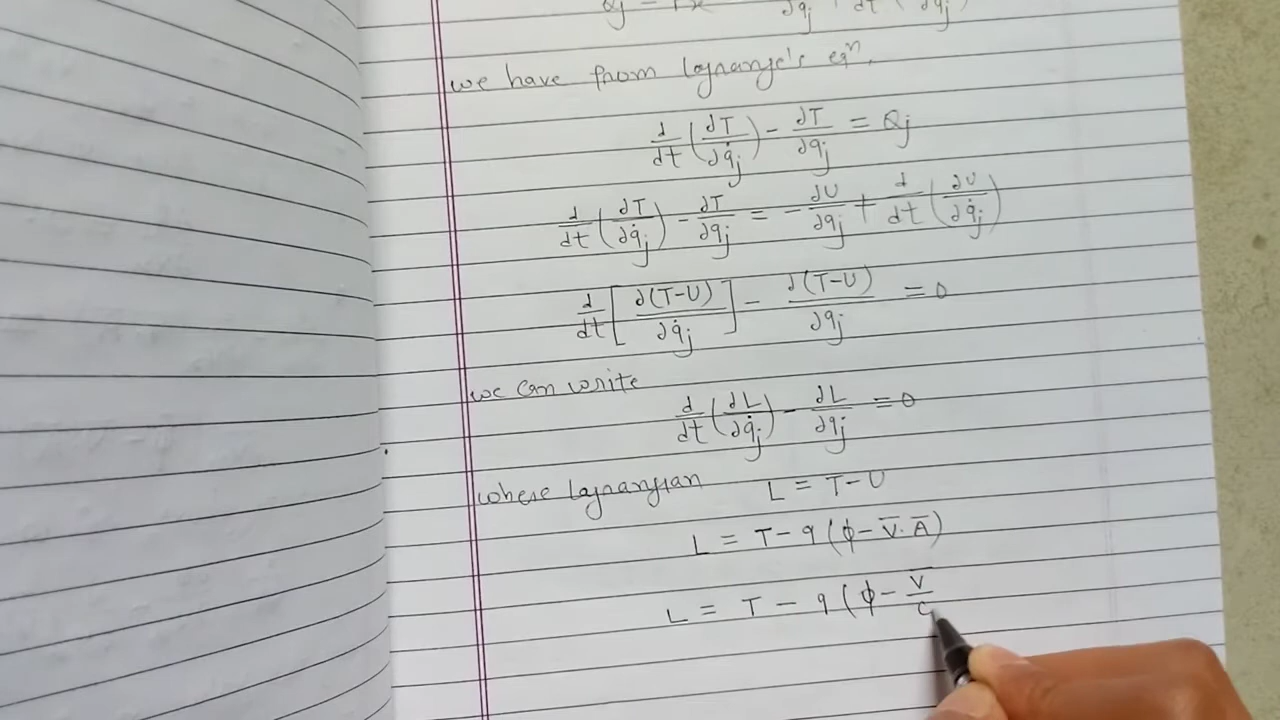 we have from Lagrange's eqn,
d/dt (∂T/∂q̇j) − ∂T/∂qj = Qj
d/dt (∂T/∂q̇j) − ∂T/∂qj = − ∂U/∂qj + d/dt (∂U/∂q̇j)
d/dt [∂(T−U)/∂q̇j] − ∂(T−U)/∂qj = 0
we can write
d/dt (∂L/∂q̇j) − ∂L/∂qj = 0
where Lagrangian L = T − U
L = T − q (ϕ − V̄ · Ā)
L = T − q (ϕ − V̄/c